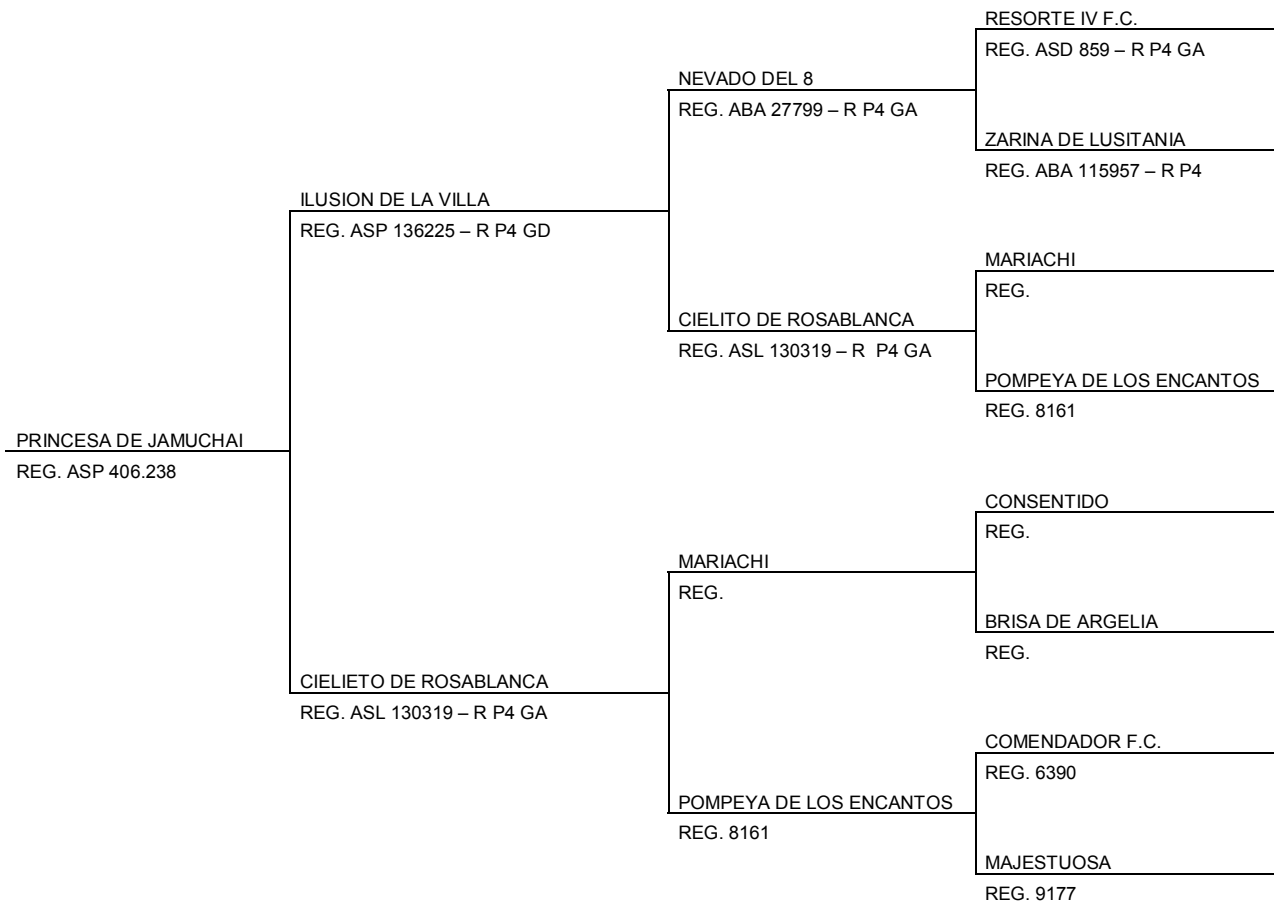 RESORTE IV F.C.
REG. ASD 859 – R P4 GA
NEVADO DEL 8
REG. ABA 27799 – R P4 GA
ZARINA DE LUSITANIA
REG. ABA 115957 – R P4
ILUSION DE LA VILLA
REG. ASP 136225 – R P4 GD
MARIACHI
REG.
CIELITO DE ROSABLANCA
REG. ASL 130319 – R  P4 GA
POMPEYA DE LOS ENCANTOS
REG. 8161
PRINCESA DE JAMUCHAI
REG. ASP 406.238
CONSENTIDO
REG.
MARIACHI
REG.
BRISA DE ARGELIA
REG.
CIELIETO DE ROSABLANCA
REG. ASL 130319 – R P4 GA
COMENDADOR F.C.
REG. 6390
POMPEYA DE LOS ENCANTOS
REG. 8161
MAJESTUOSA
REG. 9177